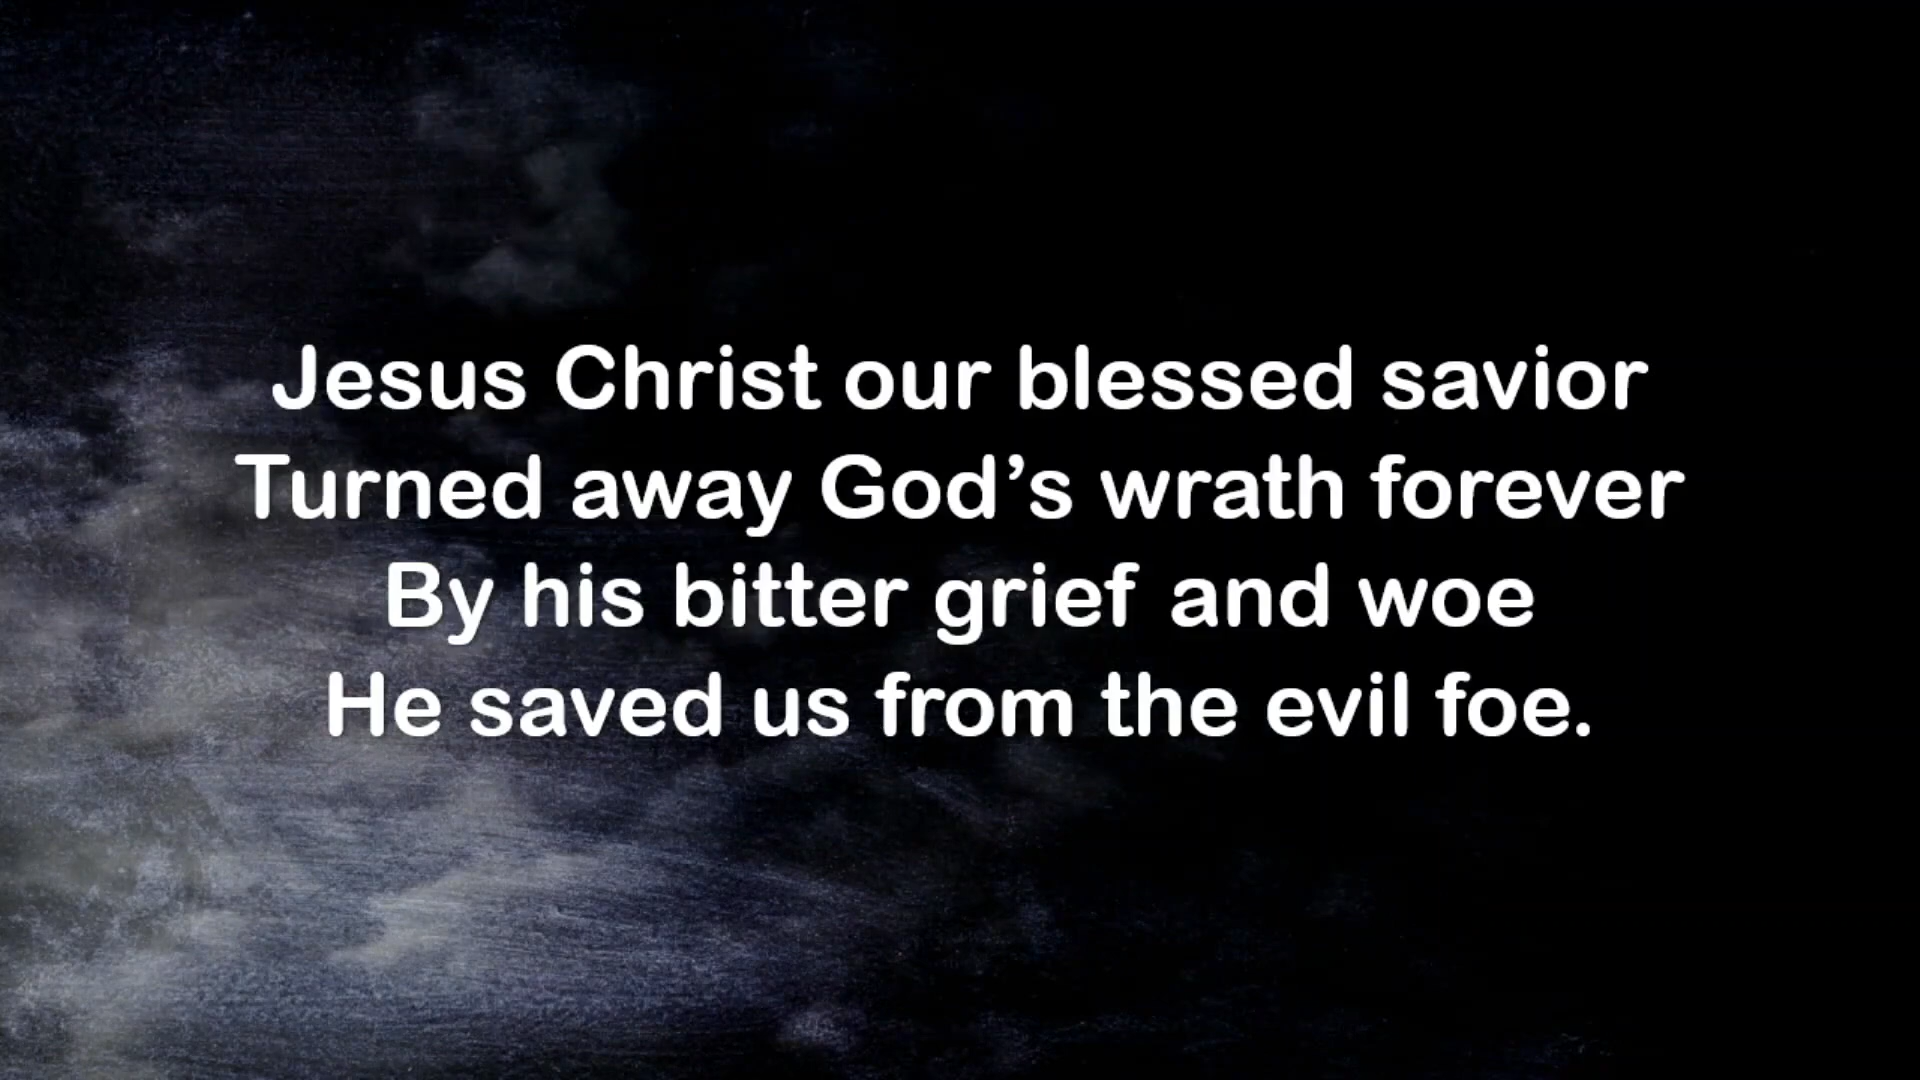 Jesus Christ our blessed savior
Turned away God’s wrath forever
By his bitter grief and woe
He saved us from the evil foe.